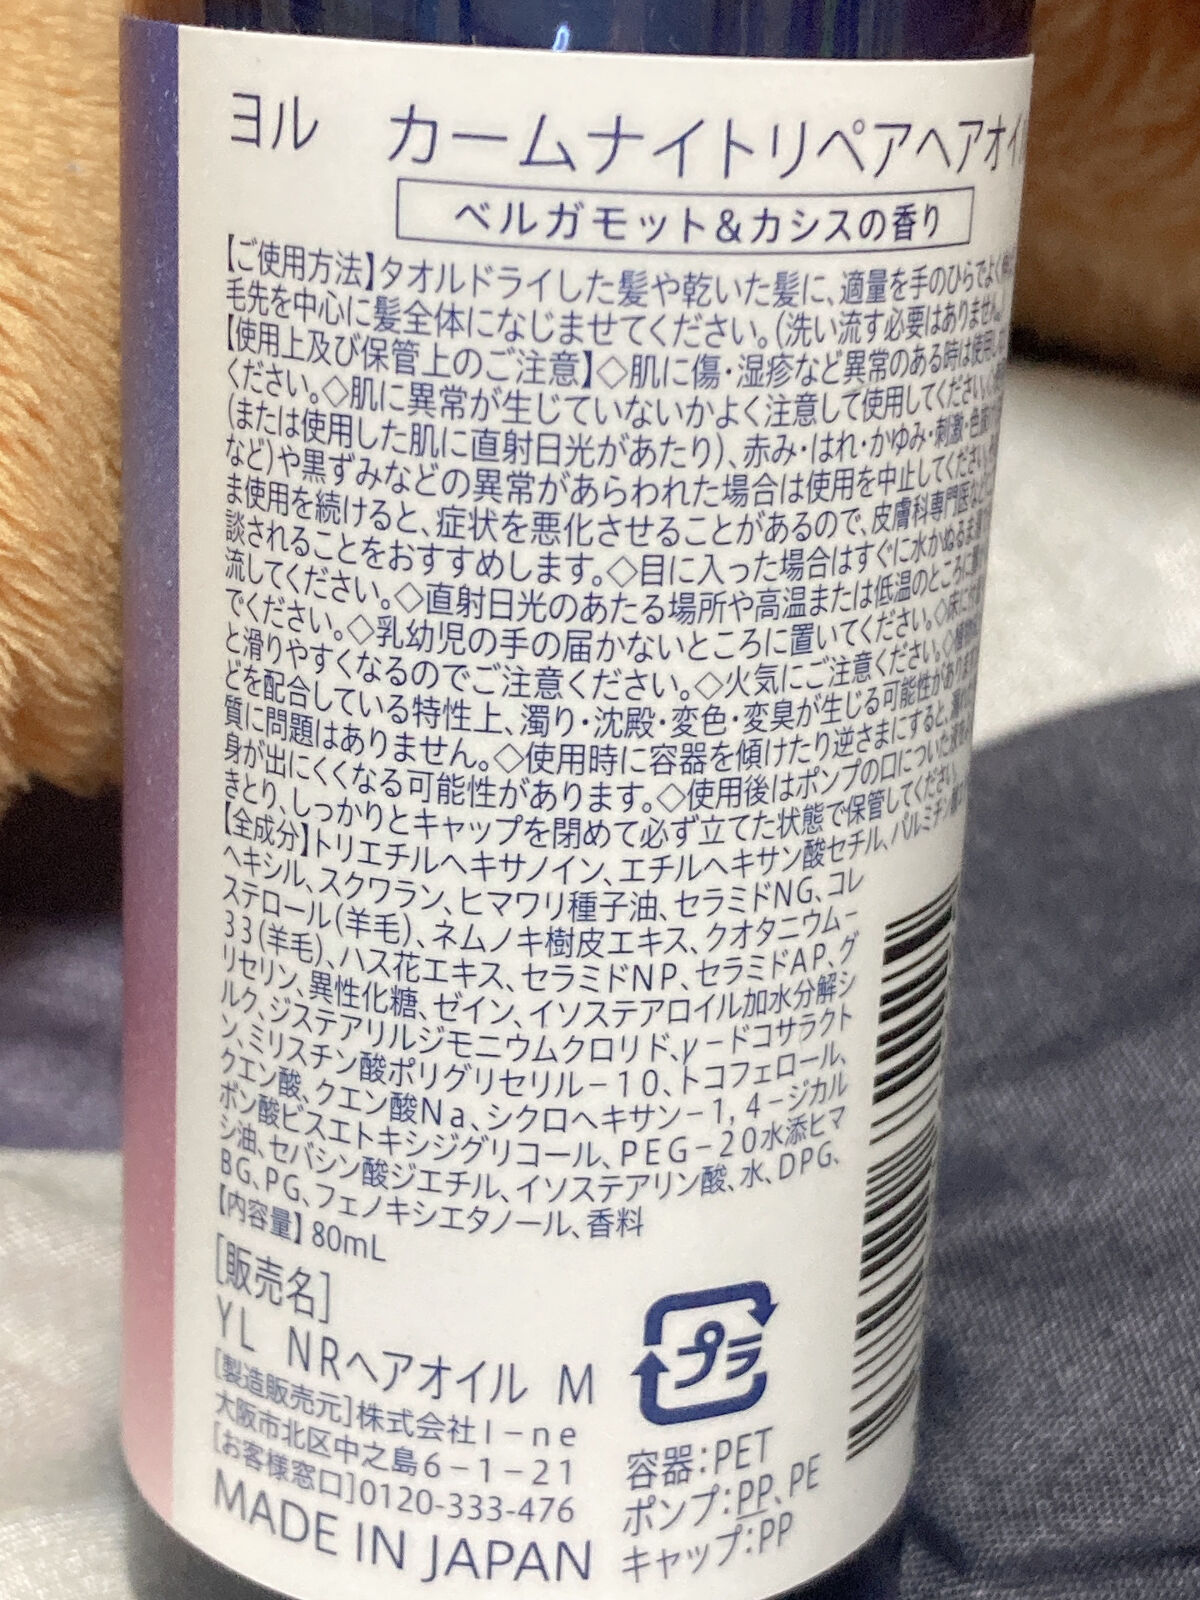 ヨル カームナイトリペアヘアオイ
ベルガモット&カシスの香り
【ご使用方法】タオルドライした髪や乾いた髪に、適量を手のひらでよく
毛先を中心に髪全体になじませてください。(洗い流す必要はありません。)
【使用上及び保管上のご注意】◇肌に傷・湿疹など異常のある時は使用し
ください。◇肌に異常が生じていないかよく注意して使用してください。
(または使用した肌に直射日光があたり)、赤み・はれ・かゆみ・刺激・色
など)や黒ずみなどの異常があらわれた場合は使用を中止してください。
ま使用を続けると、症状を悪化させることがあるので、皮膚科専門医など
談されることをおすすめします。◇目に入った場合はすぐに水かぬるま湯
流してください。◇直射日光のあたる場所や高温または低温のところに
でください。◇乳幼児の手の届かないところに置いてください。◇床に
と滑りやすくなるのでご注意ください。◇火気にご注意ください。◇植物
どを配合している特性上、濁り・沈殿・変色・変臭が生じる可能性があります
質に問題はありません。◇使用時に容器を傾けたり逆さまにすると、
身が出にくくなる可能性があります。◇使用後はポンプの口についた
きとり、しっかりとキャップを閉めて必ず立てた状態で保管してください。
【全成分】トリエチルヘキサノイン、エチルヘキサン酸セチル、パルミチン酸
ヘキシル、スクワラン、ヒマワリ種子油、セラミドNG、コレ
ステロール(羊毛)、ネムノキ樹皮エキス、クオタニウム-
33(羊毛)、ハス花エキス、セラミドNP、セラミドAP、グ
リセリン、異性化糖、ゼイン、イソステアロイル加水分解シ
ルク、ジステアリルジモニウムクロリド、γ-ドコサラクト
ン、ミリスチン酸ポリグリセリル-10、トコフェロール、
クエン酸、クエン酸Na、シクロヘキサン-1,4-ジカル
ボン酸ビスエトキシジグリコール、PEG-20水添ヒマ
シ油、セバシン酸ジエチル、イソステアリン酸、水、DPG、
BG、PG、フェノキシエタノール、香料
【内容量】80mL
[販売名]
YL NRヘアオイル M
[製造販売元]株式会社I-ne
大阪市北区中之島6-1-21
[お客様窓口]0120-333-476
MADE IN JAPAN
プラ
容器:PET
ポンプ:PP、PE
キャップ:PP